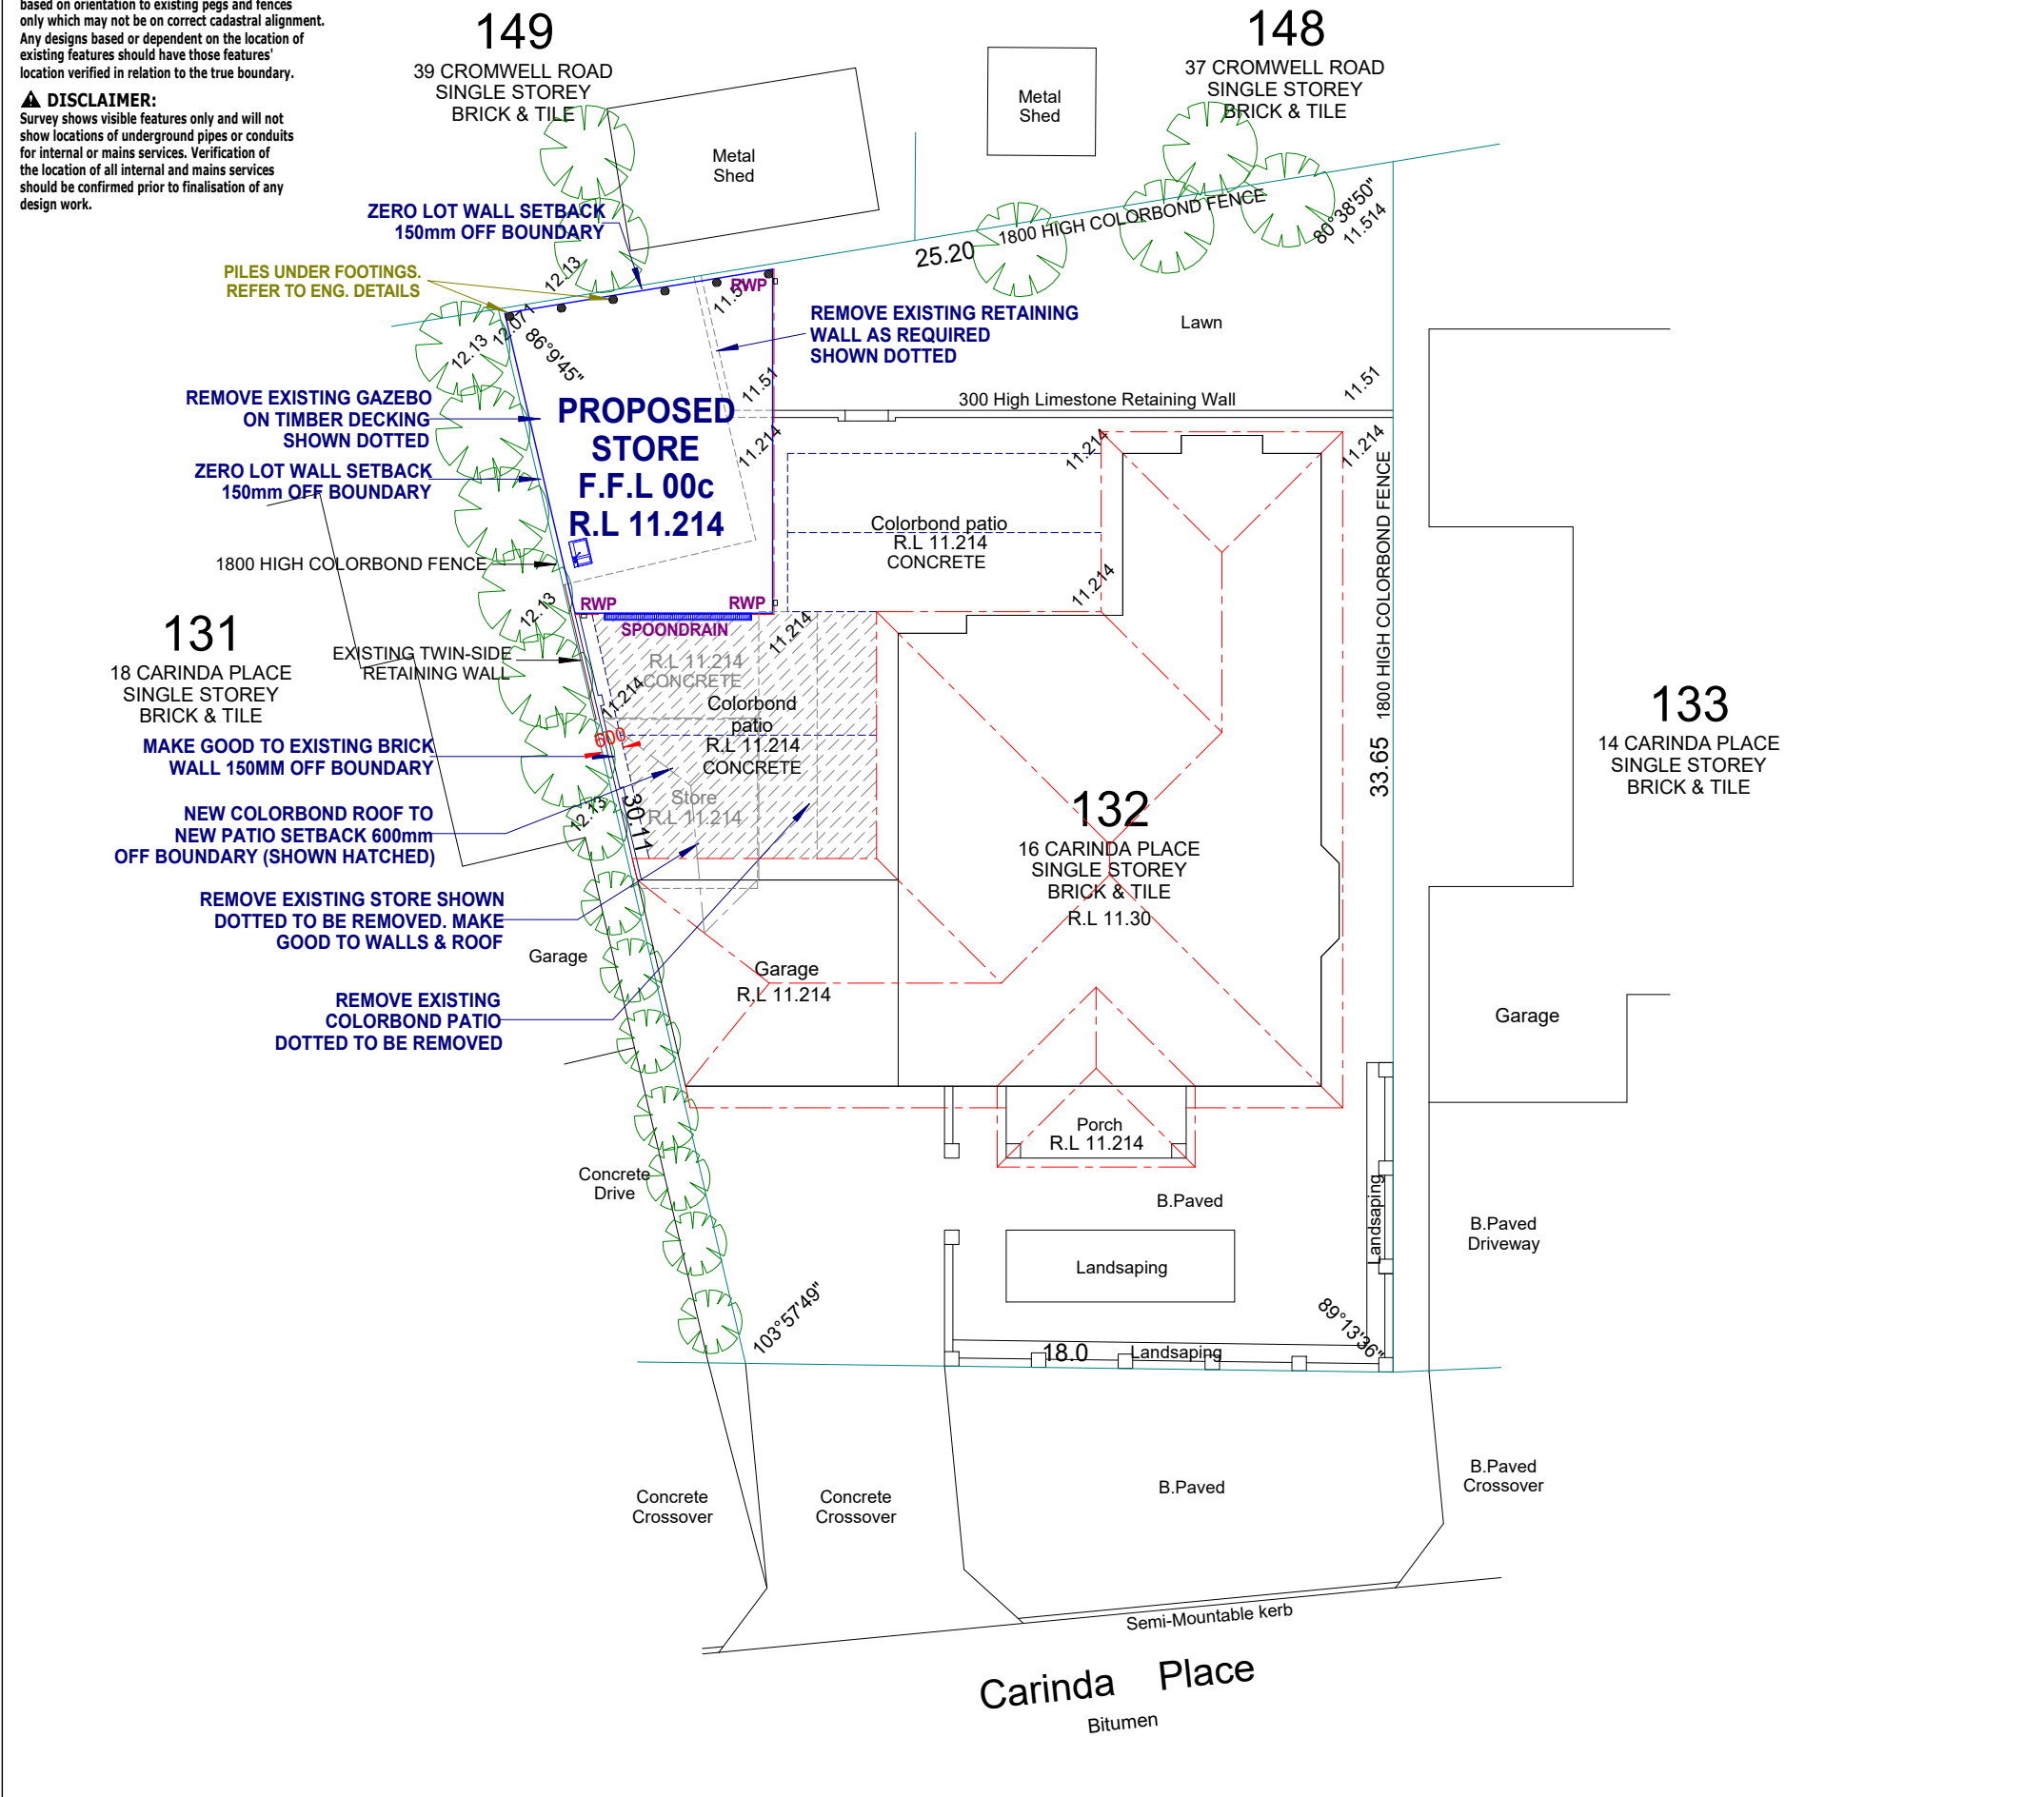 based on orientation to existing pegs and fences
only which may not be on correct cadastral alignment.
Any designs based or dependent on the location of
existing features should have those features'
location verified in relation to the true boundary.
DISCLAIMER:
Survey shows visible features only and will not
show locations of underground pipes or conduits
for internal or mains services. Verification of
the location of all internal and mains services
should be confirmed prior to finalisation of any
design work.
149
39 CROMWELL ROAD
SINGLE STOREY
BRICK & TILE
148
37 CROMWELL ROAD
SINGLE STOREY
BRICK & TILE
Metal
Shed
Metal
Shed
80°38'50"
11.514
1800 HIGH COLORBOND FENCE
25.20
ZERO LOT WALL SETBACK
150mm OFF BOUNDARY
PILES UNDER FOOTINGS.
REFER TO ENG. DETAILS
12.13
12.071
12.13
86°9'45"
RWP
REMOVE EXISTING RETAINING
WALL AS REQUIRED
SHOWN DOTTED
Lawn
11.51
11.51
300 High Limestone Retaining Wall
REMOVE EXISTING GAZEBO
ON TIMBER DECKING
SHOWN DOTTED
PROPOSED
STORE
F.F.L 00c
R.L 11.214
11.214
11.214
11.214
ZERO LOT WALL SETBACK
150mm OFF BOUNDARY
Colorbond patio
R.L 11.214
CONCRETE
11.214
1800 HIGH COLORBOND FENCE
1800 HIGH COLORBOND FENCE
12.13
RWP
RWP
SPOONDRAIN
11.214
131
18 CARINDA PLACE
SINGLE STOREY
BRICK & TILE
EXISTING TWIN-SIDE
RETAINING WALL
R.L 11.214
CONCRETE
11.214
Colorbond
patio
R.L 11.214
CONCRETE
600
133
14 CARINDA PLACE
SINGLE STOREY
BRICK & TILE
33.65
MAKE GOOD TO EXISTING BRICK
WALL 150MM OFF BOUNDARY
Store
R.L 11.214
12.13
30.11
NEW COLORBOND ROOF TO
NEW PATIO SETBACK 600mm
OFF BOUNDARY (SHOWN HATCHED)
132
16 CARINDA PLACE
SINGLE STOREY
BRICK & TILE
R.L 11.30
REMOVE EXISTING STORE SHOWN
DOTTED TO BE REMOVED. MAKE
GOOD TO WALLS & ROOF
Garage
Garage
R.L 11.214
Garage
REMOVE EXISTING
COLORBOND PATIO
DOTTED TO BE REMOVED
Porch
R.L 11.214
Concrete
Drive
B.Paved
Landsaping
B.Paved
Driveway
Landsaping
103°57'49"
89°13'36"
18.0
Landsaping
Concrete
Crossover
Concrete
Crossover
B.Paved
B.Paved
Crossover
Semi-Mountable kerb
Carinda Place
Bitumen